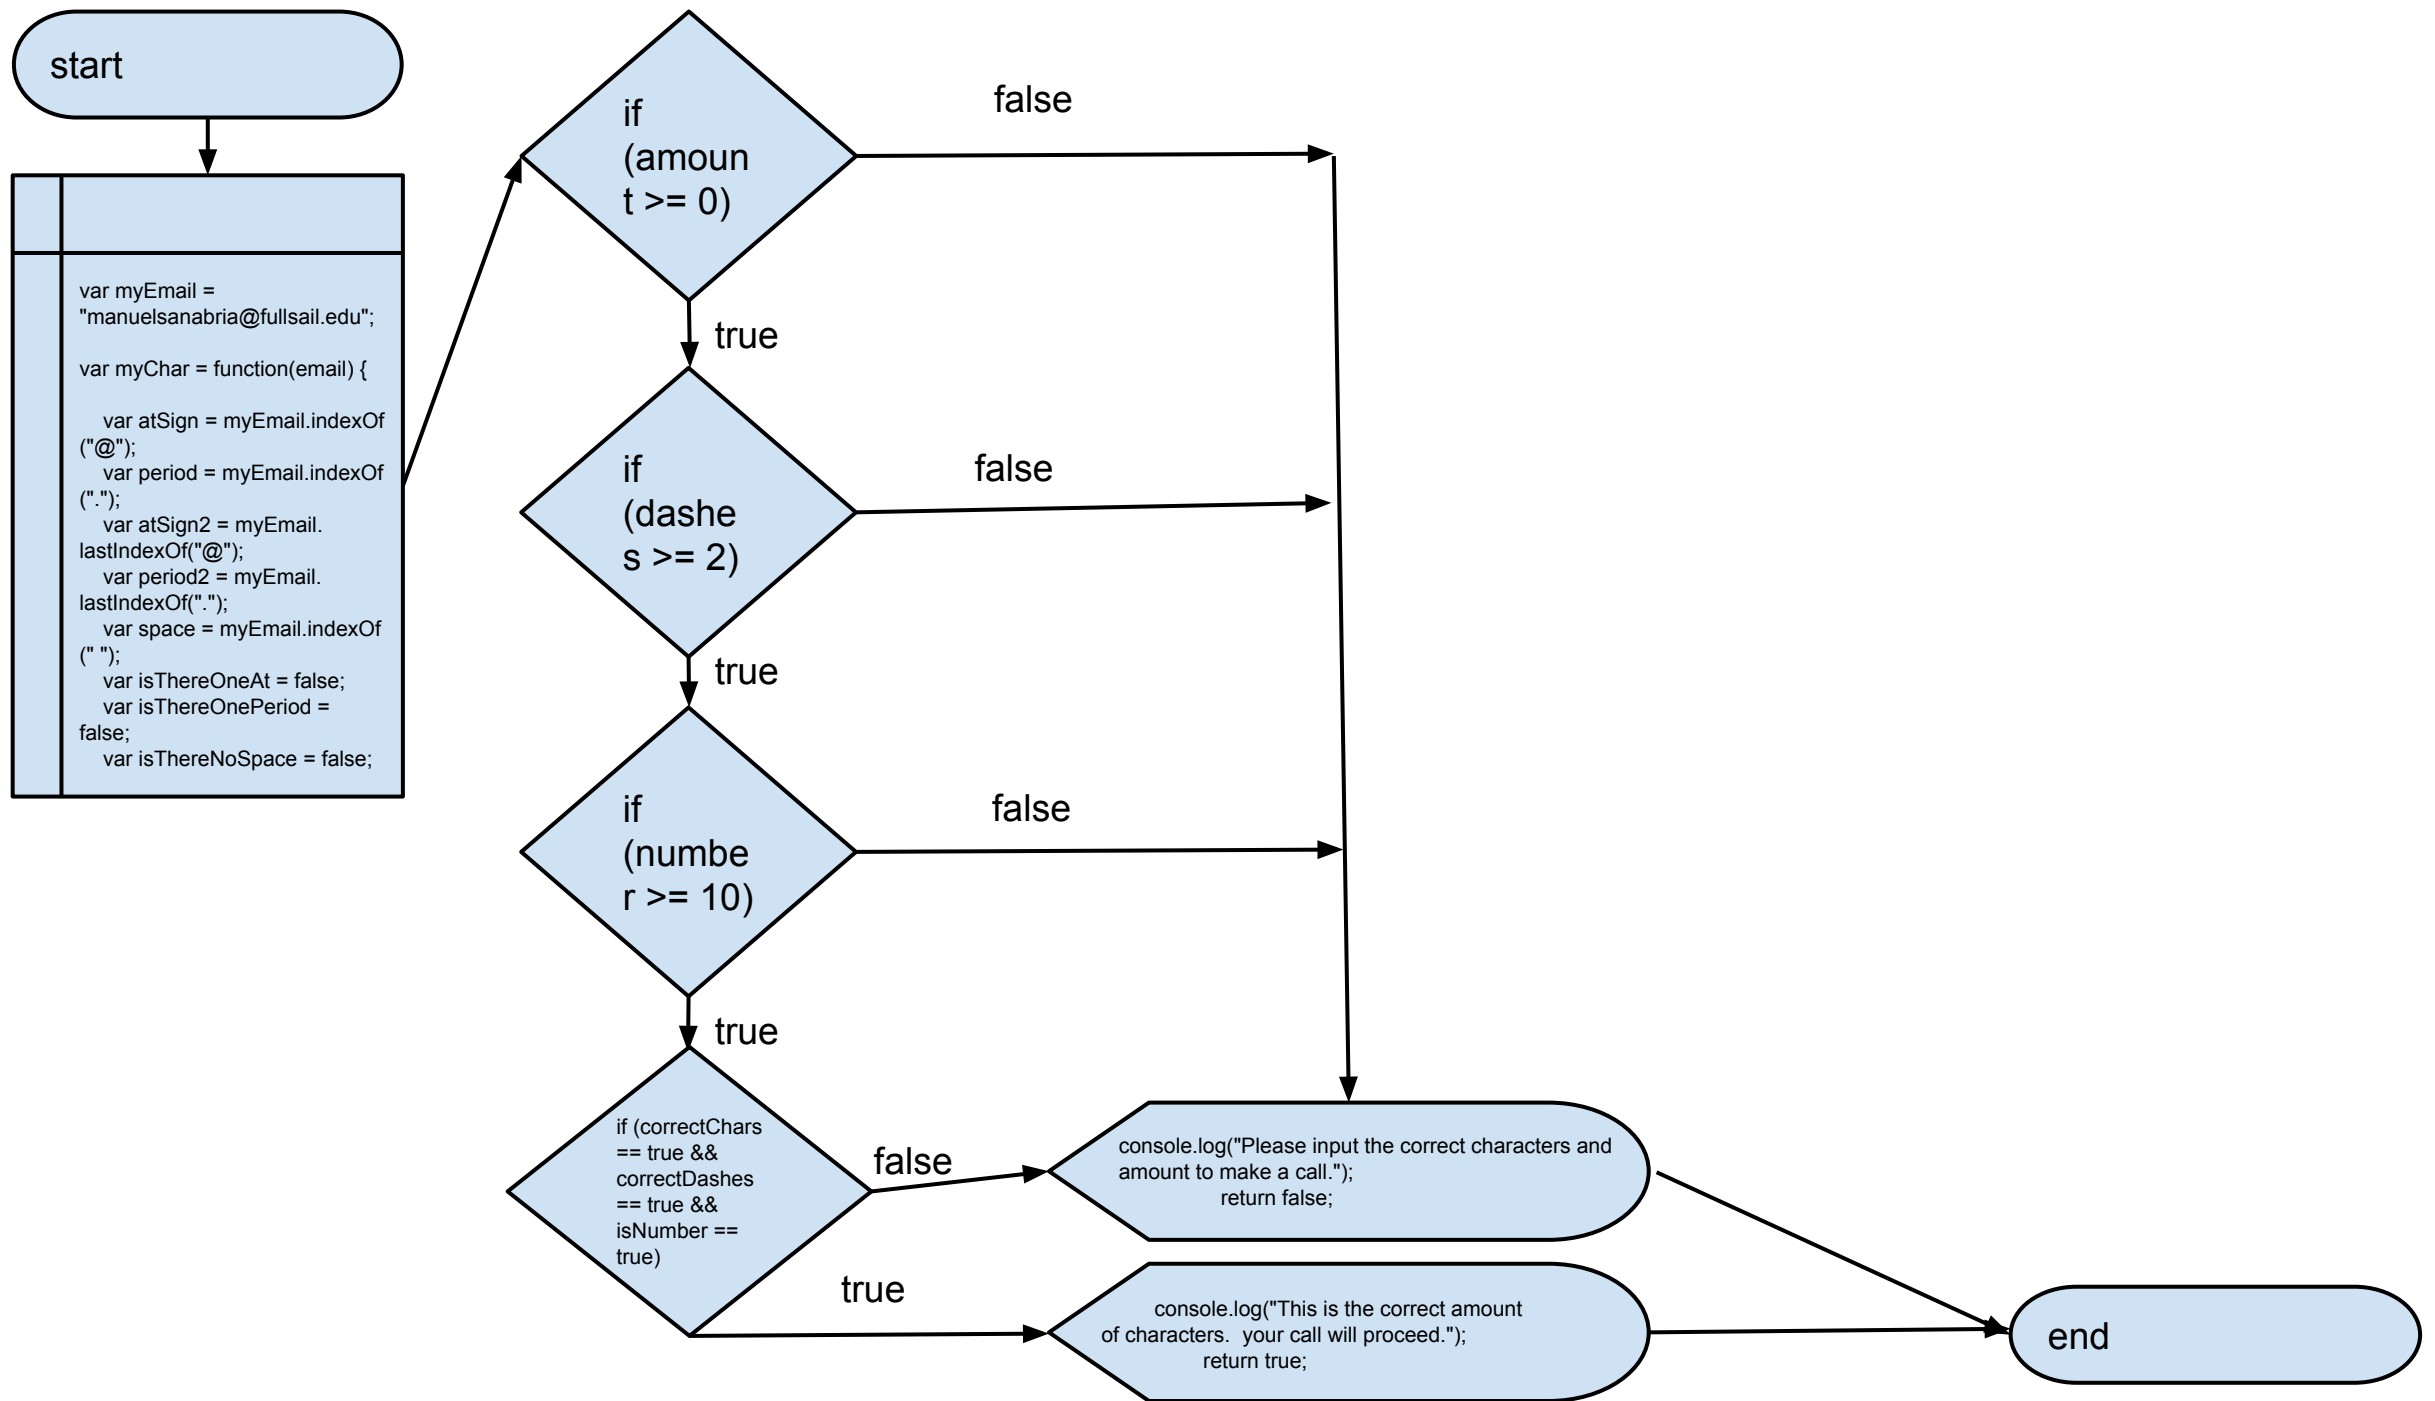 start
var myEmail =
"manuelsanabria@fullsail.edu";
var myChar = function(email) {
var atSign = myEmail.indexOf
("@");
var period = myEmail.indexOf
(".");
var atSign2 = myEmail.
lastIndexOf("@");
var period2 = myEmail.
lastIndexOf(".");
var space = myEmail.indexOf
(" ");
var isThereOneAt = false;
var isThereOnePeriod =
false;
var isThereNoSpace = false;
if
(amoun
t >= 0)
false
true
if
(dashe
s >= 2)
false
true
if
(numbe
r >= 10)
false
true
if (correctChars
== true &&
correctDashes
== true &&
isNumber ==
true)
false
console.log("Please input the correct characters and
amount to make a call.");
return false;
true
console.log("This is the correct amount
of characters.  your call will proceed.");
return true;
end